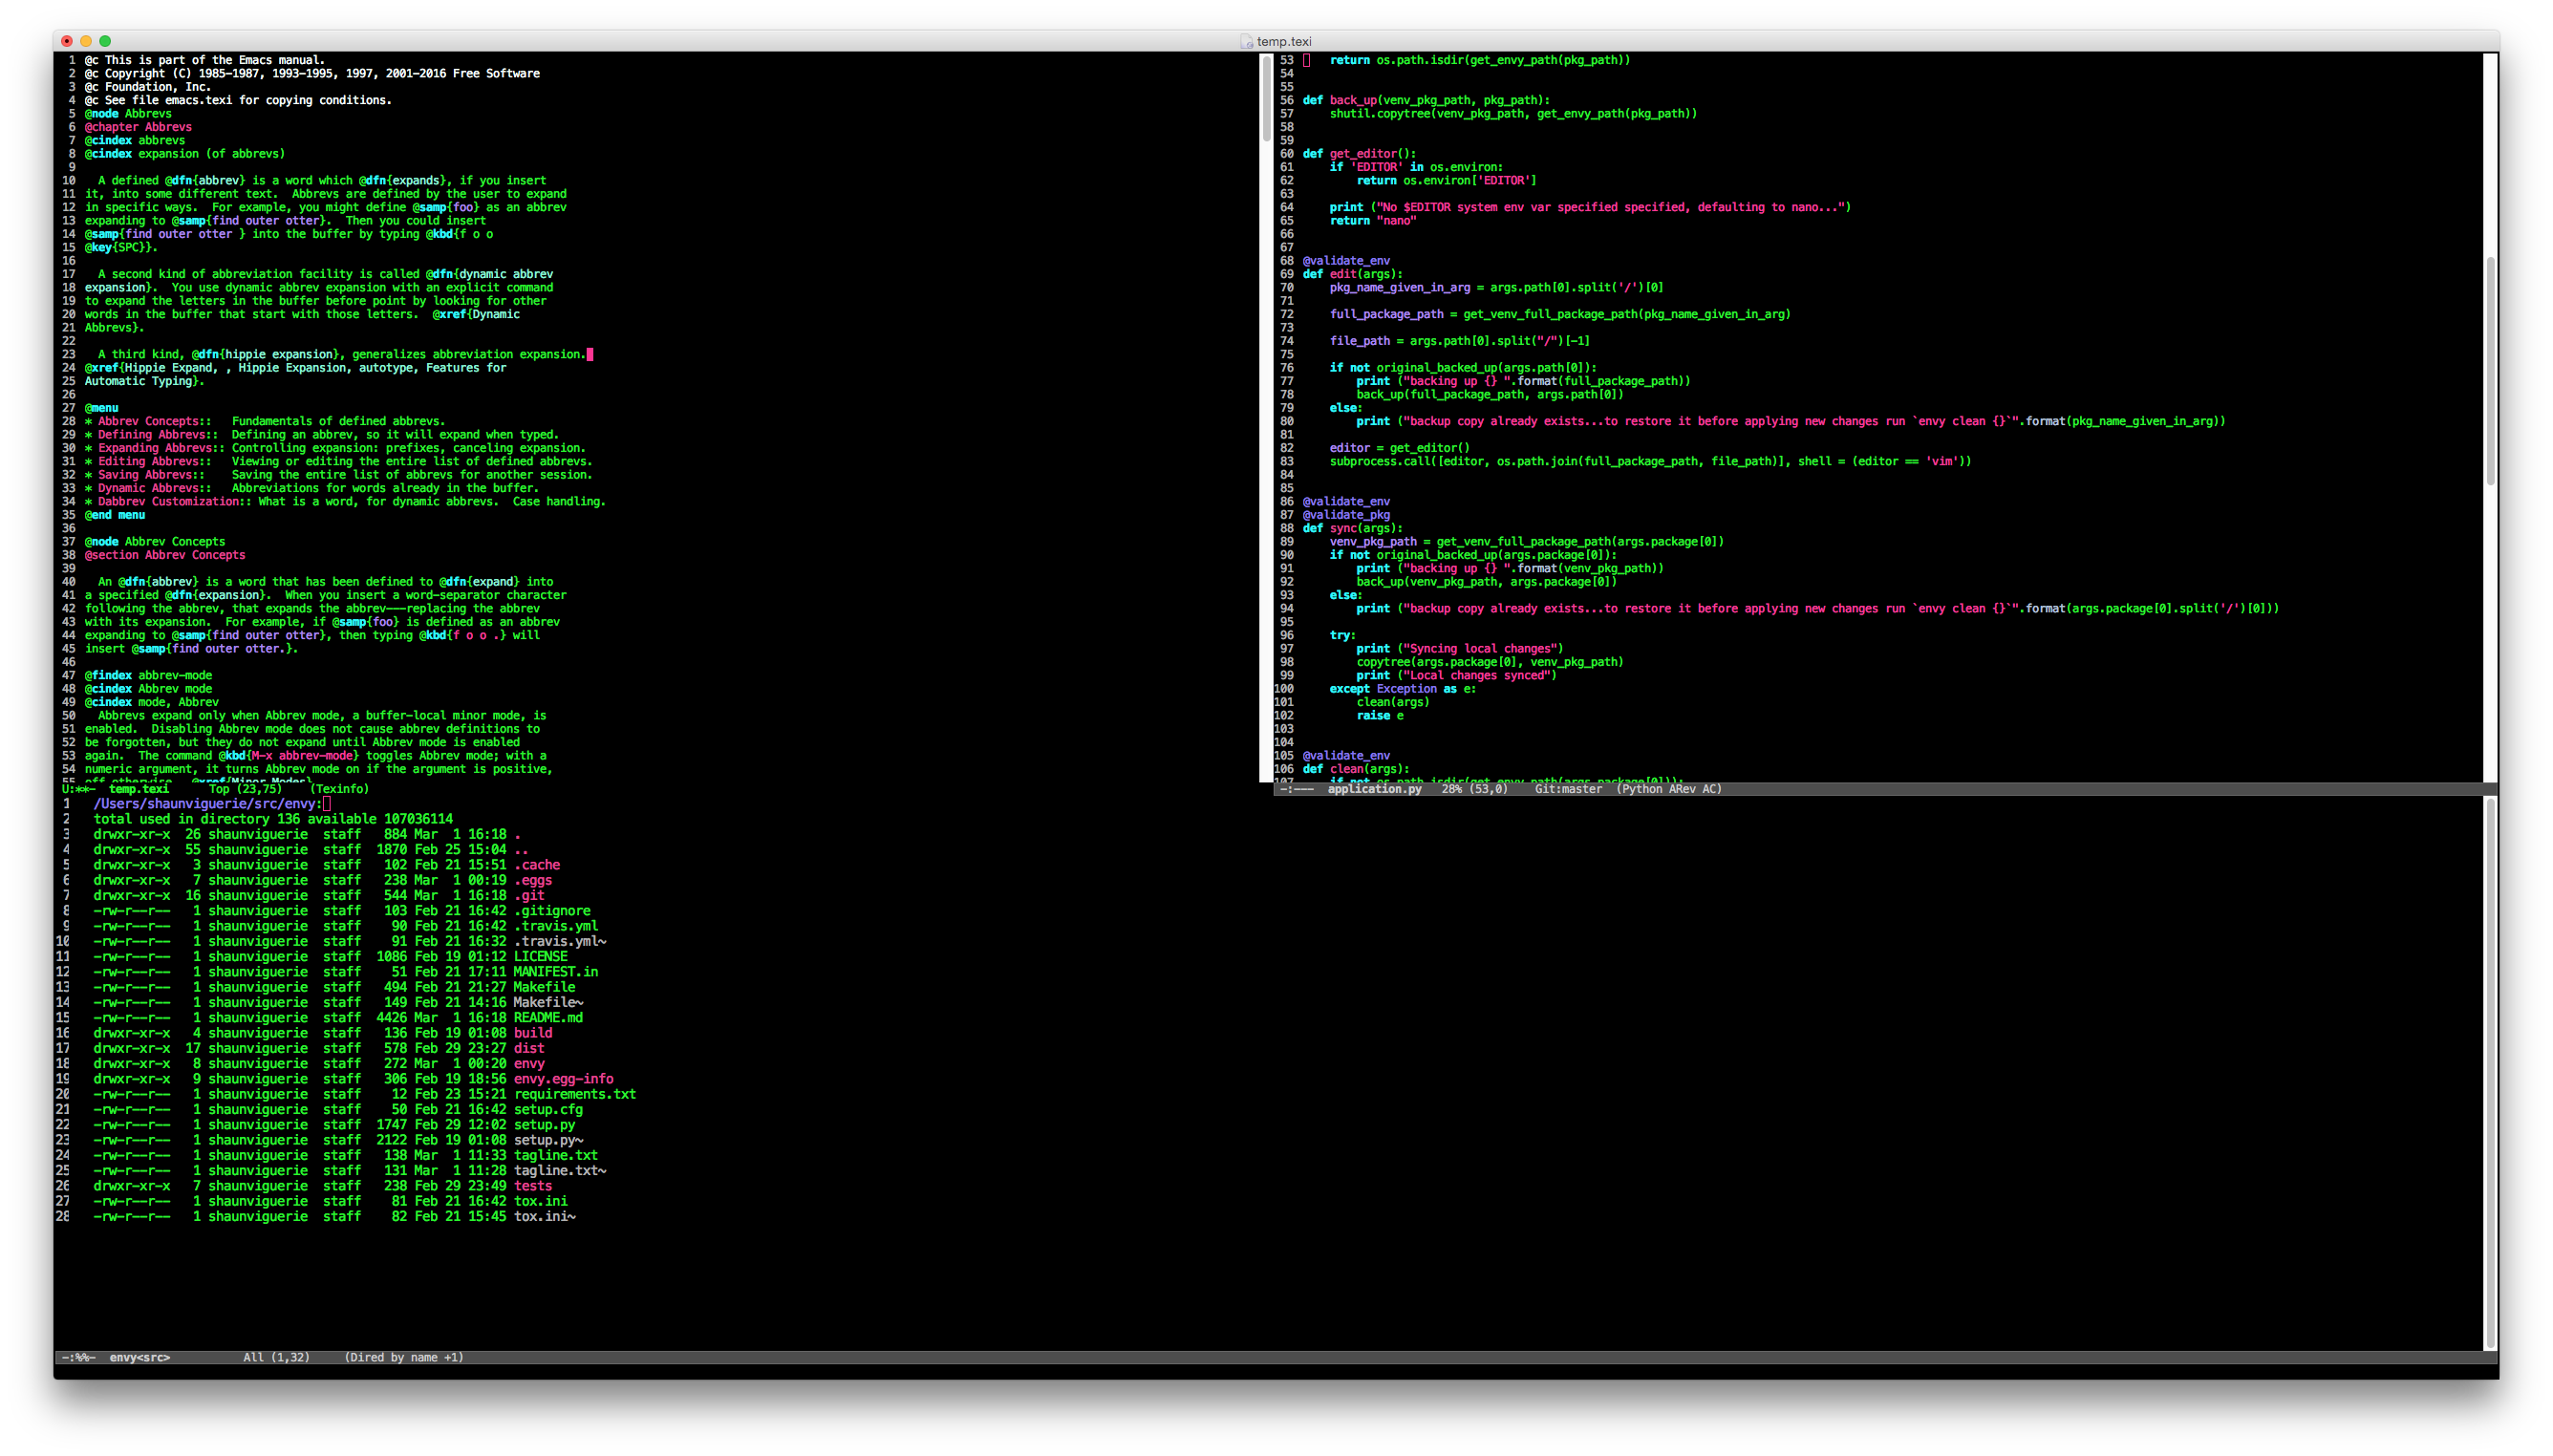 temp.texi
1 @c This is part of the Emacs manual.
2 @c Copyright (C) 1985-1987, 1993-1995, 1997, 2001-2016 Free Software
3 @c Foundation, Inc.
4 @c See file emacs.texi for copying conditions.
5 @node Abbrevs
6 @chapter Abbrevs
7 @cindex abbrevs
8 @cindex expansion (of abbrevs)
9
10   A defined @dfn{abbrev} is a word which @dfn{expands}, if you insert
11 it, into some different text.  Abbrevs are defined by the user to expand
12 in specific ways.  For example, you might define @samp{foo} as an abbrev
13 expanding to @samp{find outer otter}.  Then you could insert
14 @samp{find outer otter } into the buffer by typing @kbd{f o o
15 @key{SPC}}.
16
17   A second kind of abbreviation facility is called @dfn{dynamic abbrev
18 expansion}.  You use dynamic abbrev expansion with an explicit command
19 to expand the letters in the buffer before point by looking for other
20 words in the buffer that start with those letters.  @xref{Dynamic
21 Abbrevs}.
22
23   A third kind, @dfn{hippie expansion}, generalizes abbreviation expansion.
24 @xref{Hippie Expand, , Hippie Expansion, autotype, Features for
25 Automatic Typing}.
26
27 @menu
28 * Abbrev Concepts::   Fundamentals of defined abbrevs.
29 * Defining Abbrevs::  Defining an abbrev, so it will expand when typed.
30 * Expanding Abbrevs:: Controlling expansion: prefixes, canceling expansion.
31 * Editing Abbrevs::   Viewing or editing the entire list of defined abbrevs.
32 * Saving Abbrevs::    Saving the entire list of abbrevs for another session.
33 * Dynamic Abbrevs::   Abbreviations for words already in the buffer.
34 * Dabbrev Customization:: What is a word, for dynamic abbrevs.  Case handling.
35 @end menu
36
37 @node Abbrev Concepts
38 @section Abbrev Concepts
39
40   An @dfn{abbrev} is a word that has been defined to @dfn{expand} into
41 a specified @dfn{expansion}.  When you insert a word-separator character
42 following the abbrev, that expands the abbrev---replacing the abbrev
43 with its expansion.  For example, if @samp{foo} is defined as an abbrev
44 expanding to @samp{find outer otter}, then typing @kbd{f o o .} will
45 insert @samp{find outer otter.}.
46
47 @findex abbrev-mode
48 @cindex Abbrev mode
49 @cindex mode, Abbrev
50   Abbrevs expand only when Abbrev mode, a buffer-local minor mode, is
51 enabled.  Disabling Abbrev mode does not cause abbrev definitions to
52 be forgotten, but they do not expand until Abbrev mode is enabled
53 again.  The command @kbd{M-x abbrev-mode} toggles Abbrev mode; with a
54 numeric argument, it turns Abbrev mode on if the argument is positive,
55 off otherwise.  @xref{Minor Modes}.
U:**-  temp.texi      Top (23,75)    (Texinfo)
53     return os.path.isdir(get_envy_path(pkg_path))
54
55
56 def back_up(venv_pkg_path, pkg_path):
57     shutil.copytree(venv_pkg_path, get_envy_path(pkg_path))
58
59
60 def get_editor():
61     if 'EDITOR' in os.environ:
62         return os.environ['EDITOR']
63
64     print ("No $EDITOR system env var specified specified, defaulting to nano...")
65     return "nano"
66
67
68 @validate_env
69 def edit(args):
70     pkg_name_given_in_arg = args.path[0].split('/')[0]
71
72     full_package_path = get_venv_full_package_path(pkg_name_given_in_arg)
73
74     file_path = args.path[0].split("/")[-1]
75
76     if not original_backed_up(args.path[0]):
77         print ("backing up {} ".format(full_package_path))
78         back_up(full_package_path, args.path[0])
79     else:
80         print ("backup copy already exists...to restore it before applying new changes run `envy clean {}`".format(pkg_name_given_in_arg))
81
82     editor = get_editor()
83     subprocess.call([editor, os.path.join(full_package_path, file_path)], shell = (editor == 'vim'))
84
85
86 @validate_env
87 @validate_pkg
88 def sync(args):
89     venv_pkg_path = get_venv_full_package_path(args.package[0])
90     if not original_backed_up(args.package[0]):
91         print ("backing up {} ".format(venv_pkg_path))
92         back_up(venv_pkg_path, args.package[0])
93     else:
94         print ("backup copy already exists...to restore it before applying new changes run `envy clean {}`".format(args.package[0].split('/')[0]))
95
96     try:
97         print ("Syncing local changes")
98         copytree(args.package[0], venv_pkg_path)
99         print ("Local changes synced")
100     except Exception as e:
101         clean(args)
102         raise e
103
104
105 @validate_env
106 def clean(args):
107     if not os.path.isdir(get_envy_path(args.package[0])):
-:---  application.py   28% (53,0)    Git:master  (Python ARev AC)
1   /Users/shaunviguerie/src/envy:
2   total used in directory 136 available 107036114
3   drwxr-xr-x  26 shaunviguerie  staff   884 Mar  1 16:18 .
4   drwxr-xr-x  55 shaunviguerie  staff  1870 Feb 25 15:04 ..
5   drwxr-xr-x   3 shaunviguerie  staff   102 Feb 21 15:51 .cache
6   drwxr-xr-x   7 shaunviguerie  staff   238 Mar  1 00:19 .eggs
7   drwxr-xr-x  16 shaunviguerie  staff   544 Mar  1 16:18 .git
8   -rw-r--r--   1 shaunviguerie  staff   103 Feb 21 16:42 .gitignore
9   -rw-r--r--   1 shaunviguerie  staff    90 Feb 21 16:42 .travis.yml
10   -rw-r--r--   1 shaunviguerie  staff    91 Feb 21 16:32 .travis.yml~
11   -rw-r--r--   1 shaunviguerie  staff  1086 Feb 19 01:12 LICENSE
12   -rw-r--r--   1 shaunviguerie  staff    51 Feb 21 17:11 MANIFEST.in
13   -rw-r--r--   1 shaunviguerie  staff   494 Feb 21 21:27 Makefile
14   -rw-r--r--   1 shaunviguerie  staff   149 Feb 21 14:16 Makefile~
15   -rw-r--r--   1 shaunviguerie  staff  4426 Mar  1 16:18 README.md
16   drwxr-xr-x   4 shaunviguerie  staff   136 Feb 19 01:08 build
17   drwxr-xr-x  17 shaunviguerie  staff   578 Feb 29 23:27 dist
18   drwxr-xr-x   8 shaunviguerie  staff   272 Mar  1 00:20 envy
19   drwxr-xr-x   9 shaunviguerie  staff   306 Feb 19 18:56 envy.egg-info
20   -rw-r--r--   1 shaunviguerie  staff    12 Feb 23 15:21 requirements.txt
21   -rw-r--r--   1 shaunviguerie  staff    50 Feb 21 16:42 setup.cfg
22   -rw-r--r--   1 shaunviguerie  staff  1747 Feb 29 12:02 setup.py
23   -rw-r--r--   1 shaunviguerie  staff  2122 Feb 19 01:08 setup.py~
24   -rw-r--r--   1 shaunviguerie  staff   138 Mar  1 11:33 tagline.txt
25   -rw-r--r--   1 shaunviguerie  staff   131 Mar  1 11:28 tagline.txt~
26   drwxr-xr-x   7 shaunviguerie  staff   238 Feb 29 23:49 tests
27   -rw-r--r--   1 shaunviguerie  staff    81 Feb 21 16:42 tox.ini
28   -rw-r--r--   1 shaunviguerie  staff    82 Feb 21 15:45 tox.ini~
-:%%-  envy<src>           All (1,32)     (Dired by name +1)